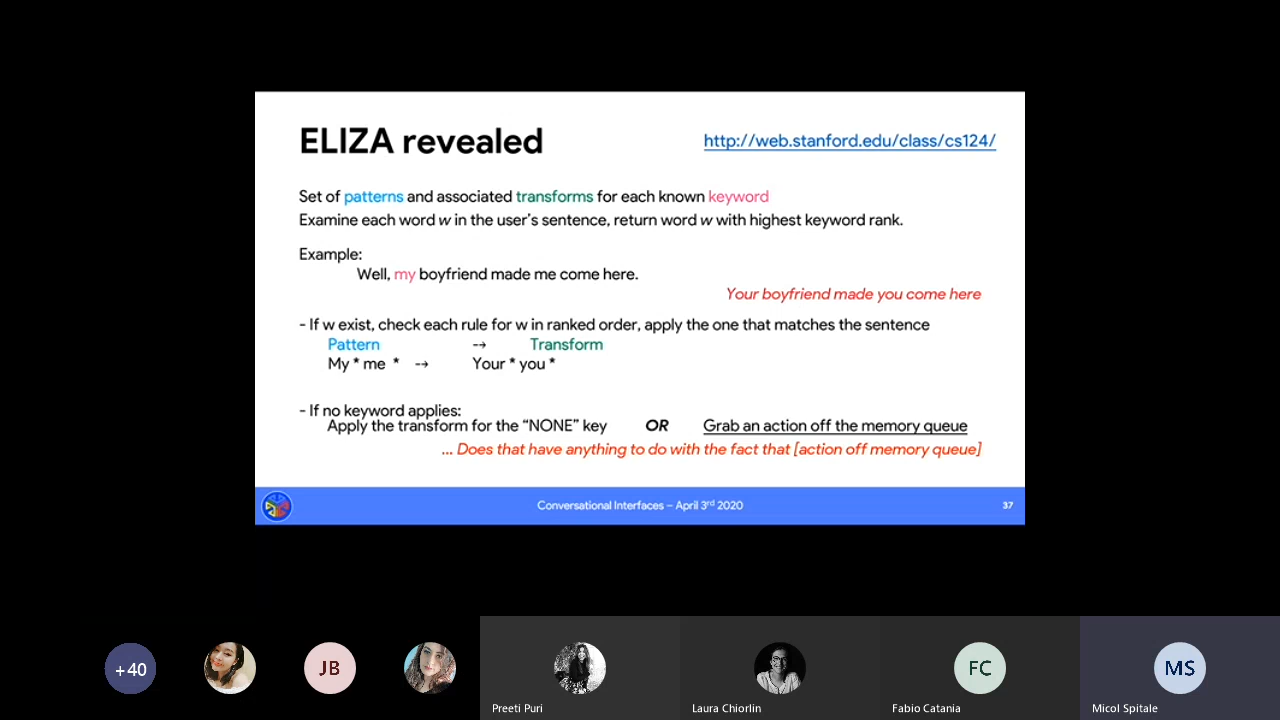 ELIZA revealed
http://web.stanford.edu/class/cs124/
Set of patterns and associated transforms for each known keyword
Examine each word w in the user's sentence, return word w with highest keyword rank.
Example:
Well, my boyfriend made me come here.
Your boyfriend made you come here
- If w exist, check each rule for w in ranked order, apply the one that matches the sentence
Pattern → Transform
My * me * → Your * you *
- If no keyword applies:
Apply the transform for the “NONE” key OR Grab an action off the memory queue
... Does that have anything to do with the fact that [action off memory queue]
Conversational Interfaces – April 3rd 2020
37
+40
JB
FC
MS
Preeti Puri
Laura Chiorlin
Fabio Catania
Micol Spitale